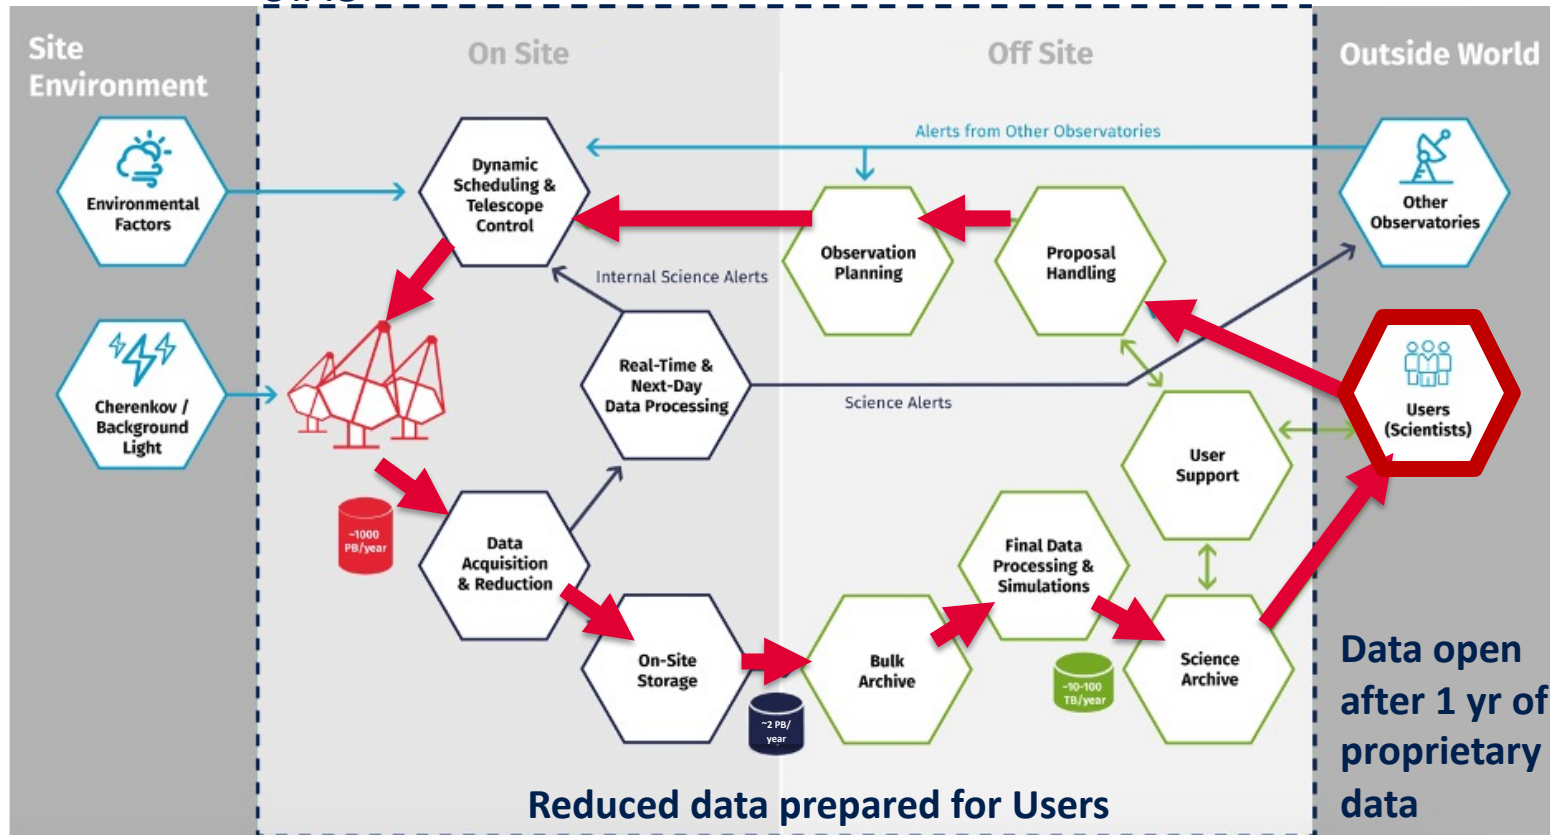 Site
Environment
On Site
Off Site
Outside World
Alerts from Other Observatories
Environmental
Factors
Dynamic
Scheduling &
Telescope
Control
Observation
Planning
Proposal
Handling
Other
Observatories
Internal Science Alerts
Cherenkov /
Background
Light
Real-Time &
Next-Day
Data Processing
Science Alerts
Users
(Scientists)
User
Support
~1000
PB/year
Data
Acquisition
& Reduction
Final Data
Processing &
Simulations
On-Site
Storage
~2 PB/
year
Bulk
Archive
~10-100
TB/year
Science
Archive
Data open
after 1 yr of
proprietary
data
Reduced data prepared for Users